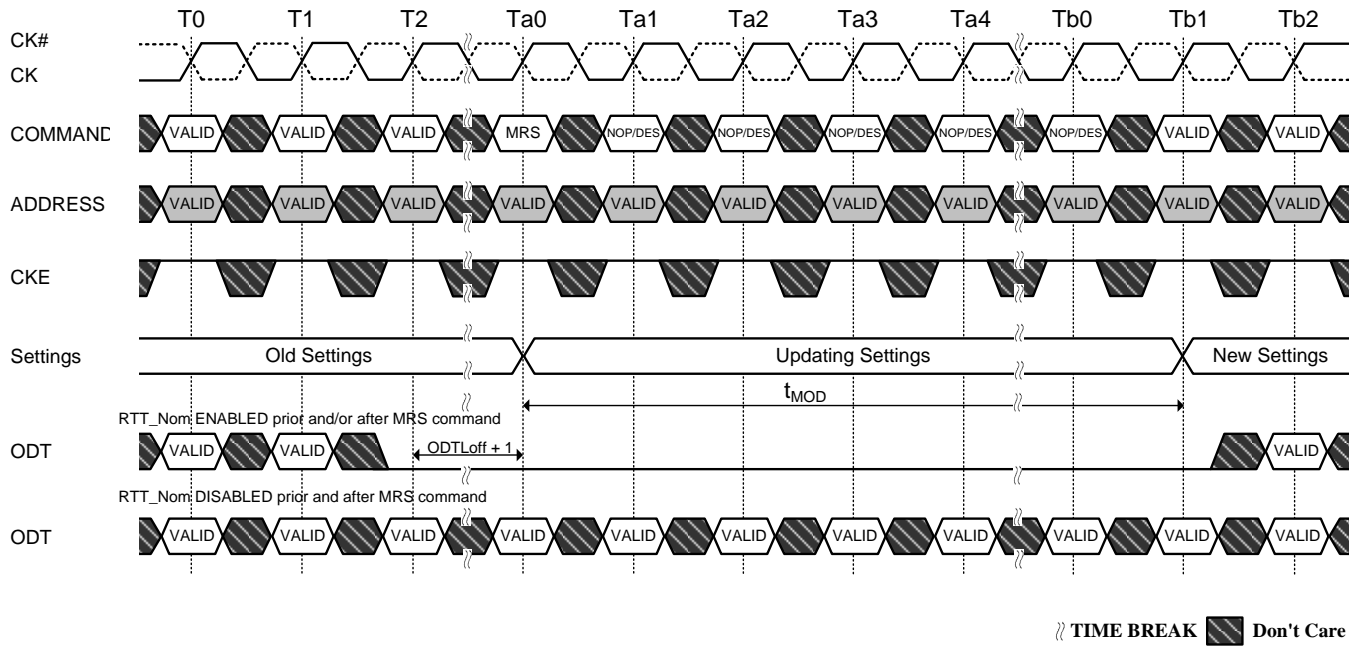 T0 T1 T2 Ta0 Ta1 Ta2 Ta3 Ta4 Tb0 Tb1 Tb2
CK#
CK
COMMAND VALID VALID VALID MRS NOP/DES NOP/DES NOP/DES NOP/DES NOP/DES VALID VALID
ADDRESS VALID VALID VALID VALID VALID VALID VALID VALID VALID VALID VALID
CKE
Settings Old Settings Updating Settings New Settings
tMOD
RTT_Nom ENABLED prior and/or after MRS command
ODT VALID VALID ODTLoff + 1 VALID
RTT_Nom DISABLED prior and after MRS command
ODT VALID VALID VALID VALID VALID VALID VALID VALID VALID VALID VALID
TIME BREAK Don't Care